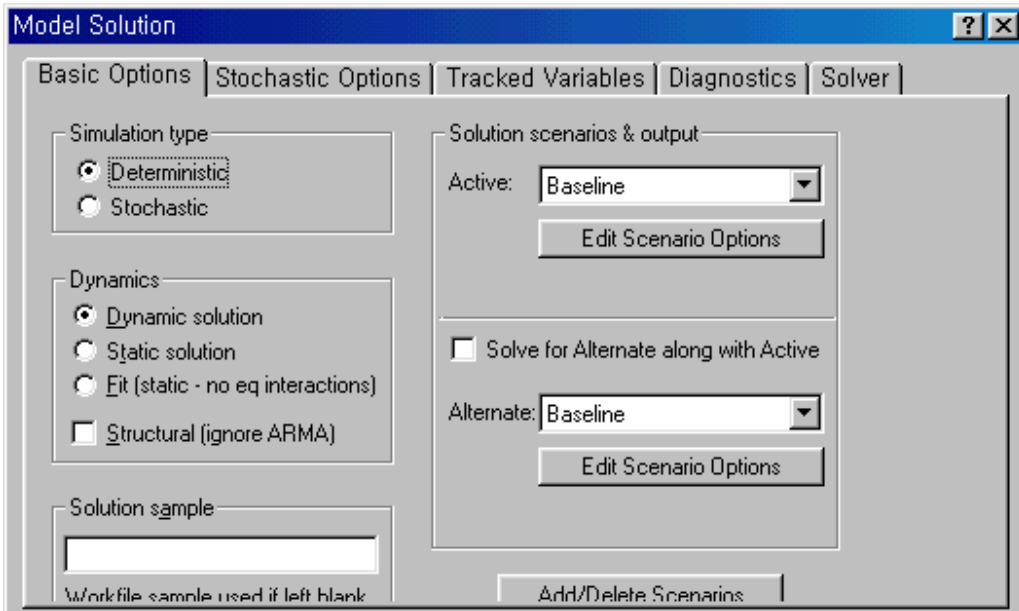 Model Solution
Basic Options
Stochastic Options
Tracked Variables
Diagnostics
Solver
Simulation type
Deterministic
Stochastic
Dynamics
Dynamic solution
Static solution
Fit (static - no eq interactions)
Structural (ignore ARMA)
Solution sample
Workfile sample used if left blank
Solution scenarios & output
Active: Baseline
Edit Scenario Options
Solve for Alternate along with Active
Alternate: Baseline
Edit Scenario Options
Add/Delete Scenarios